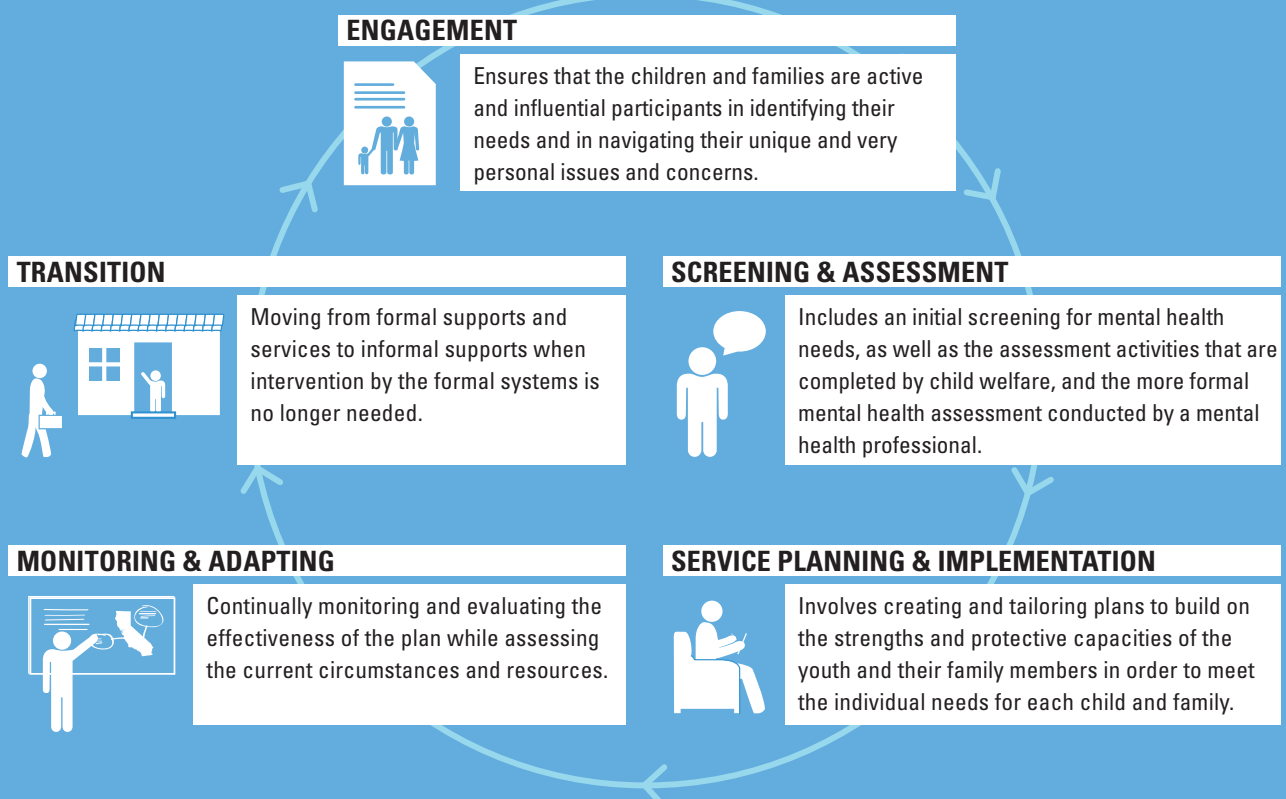 ENGAGEMENT
Ensures that the children and families are active
and influential participants in identifying their
needs and in navigating their unique and very
personal issues and concerns.
TRANSITION
Moving from formal supports and
services to informal supports when
intervention by the formal systems is
no longer needed.
SCREENING & ASSESSMENT
Includes an initial screening for mental health
needs, as well as the assessment activities that are
completed by child welfare, and the more formal
mental health assessment conducted by a mental
health professional.
MONITORING & ADAPTING
Continually monitoring and evaluating the
effectiveness of the plan while assessing
the current circumstances and resources.
SERVICE PLANNING & IMPLEMENTATION
Involves creating and tailoring plans to build on
the strengths and protective capacities of the
youth and their family members in order to meet
the individual needs for each child and family.